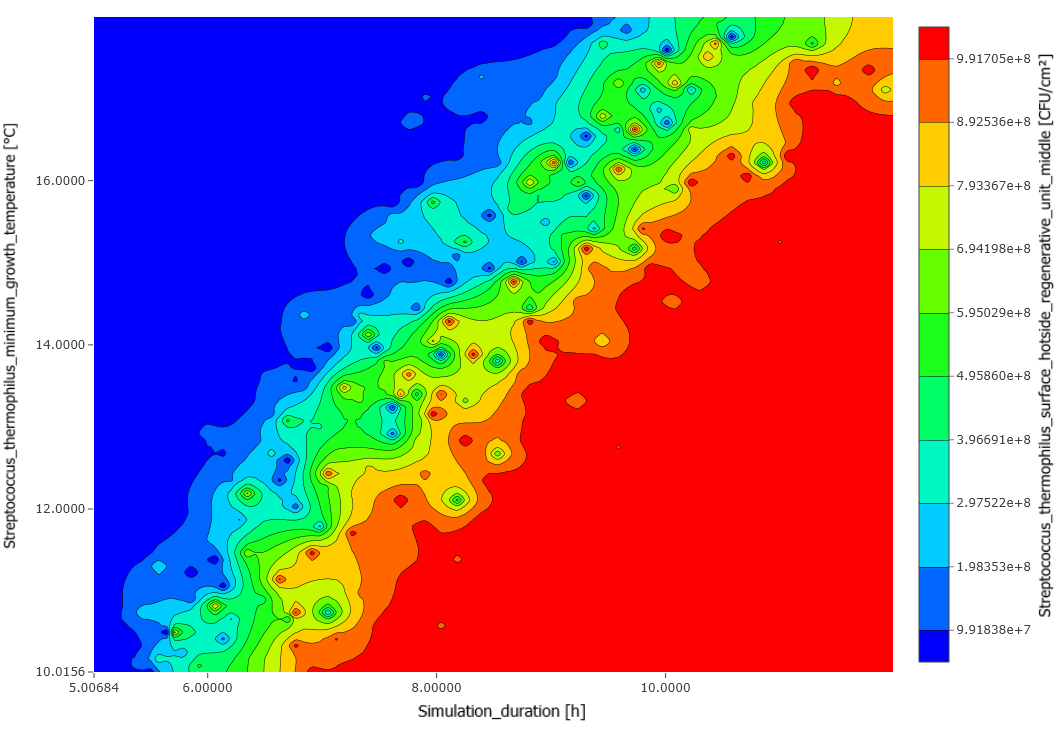 Streptococcus_thermophilus_minimum_growth_temperature [°C]
16.0000
14.0000
12.0000
10.0156
5.00684
6.00000
8.00000
10.0000
Simulation_duration [h]
9.91705e+8
8.92536e+8
7.93367e+8
6.94198e+8
5.95029e+8
4.95860e+8
3.96691e+8
2.97522e+8
1.98353e+8
9.91838e+7
Streptococcus_thermophilus_surface_hotside_regenerative_unit_middle [CFU/cm²]